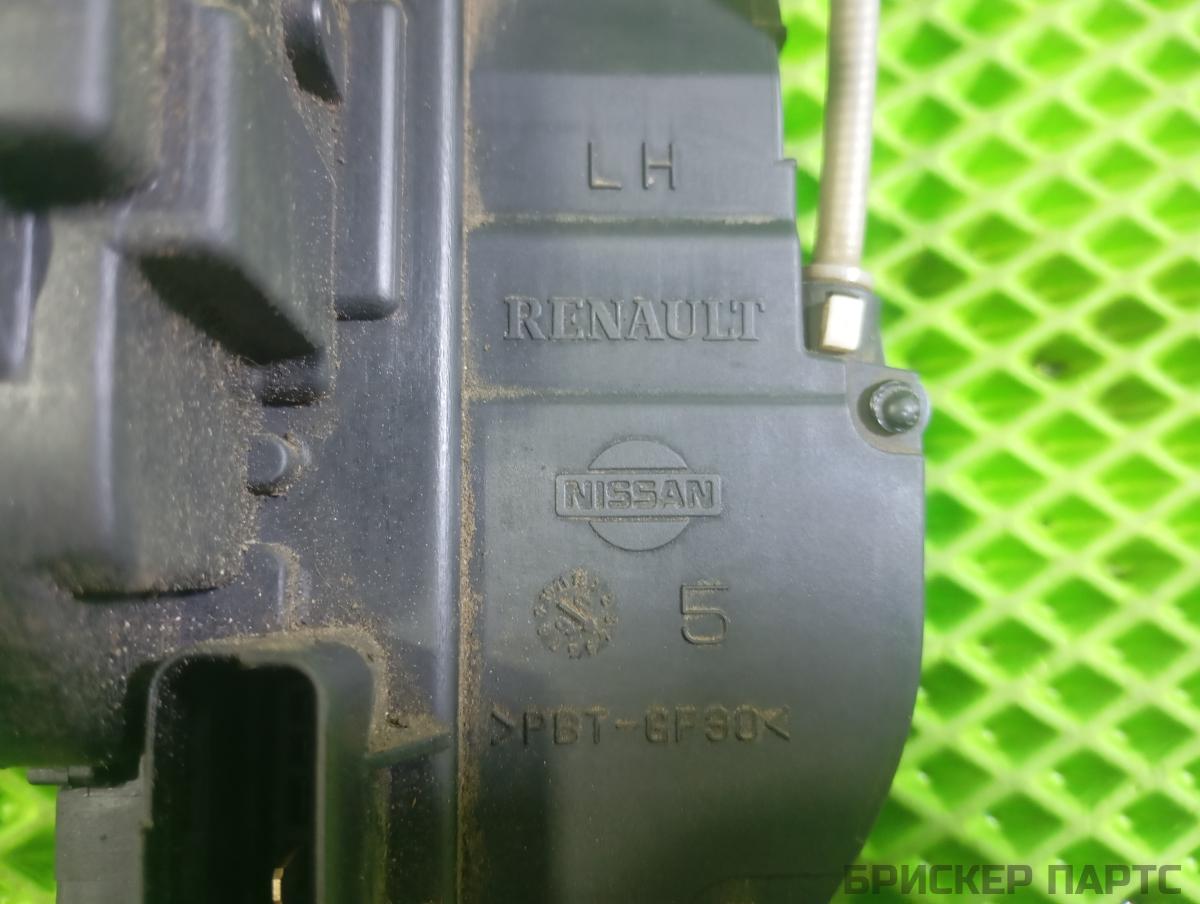 LH
RENAULT
NISSAN
5
>PBT-GF30<
БРИСКЕР ПАРТС